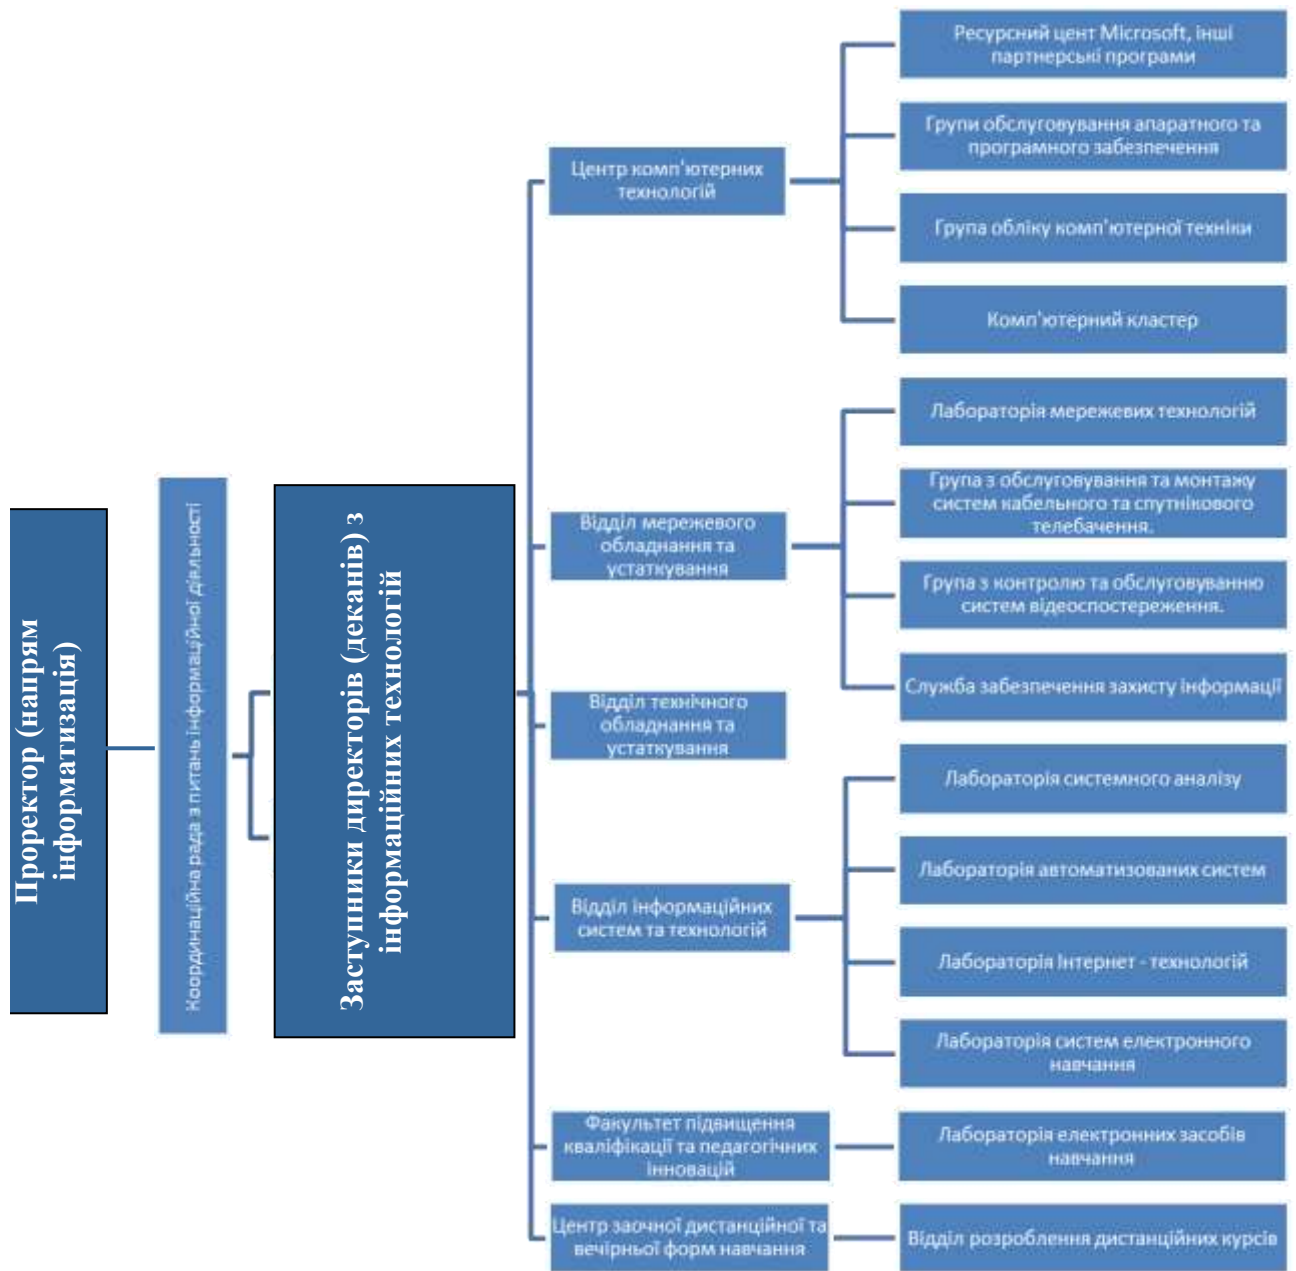 Проректор (напрям
інформатизація)
Координаційна рада з питань інформаційної діяльності
Заступники директорів (деканів) з
інформаційних технологій
Центр комп'ютерних
технологій
Ресурсний цент Microsoft, інші
партнерські програми
Групи обслуговування апаратного та
програмного забезпечення
Група обліку комп'ютерної техніки
Комп'ютерний кластер
Відділ мережевого
обладнання та
устаткування
Лабораторія мережевих технологій
Група з обслуговування та монтажу
систем кабельного та спутнікового
телебачення.
Група з контролю та обслуговуванню
систем відеоспостереження.
Служба забезпечення захисту інформації
Відділ технічного
обладнання та
устаткування
Відділ інформаційних
систем та технологій
Лабораторія системного аналізу
Лабораторія автоматизованих систем
Лабораторія Інтернет - технологій
Лабораторія систем електронного
навчання
Факультет підвищення
кваліфікації та педагогічних
інновацій
Лабораторія електронних засобів
навчання
Центр заочної дистанційної та
вечірньої форм навчання
Відділ розроблення дистанційних курсів